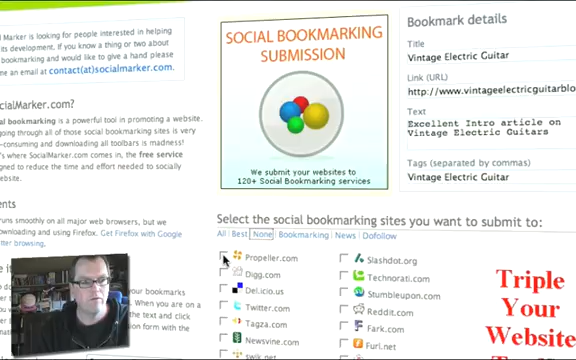 l Marker is looking for people interested in helping
its development. If you know a thing or two about
bookmarking and would like to give a hand please
me an email at contact(at)socialmarker.com.
cialMarker.com?
bookmarking is a powerful tool in promoting a website.
going through all of those social bookmarking sites is very
-consuming and downloading all toolbars is madness!
's where SocialMarker.com comes in, the free service
gned to reduce the time and effort needed to socially
website.
ents
runs smoothly on all major web browsers, but we
downloading and using Firefox. Get Firefox with Google
bookmarking.
your bookmarks
When you are on a
the text and click
form with the
SOCIAL BOOKMARKING
SUBMISSION
We submit your websites to
120+ Social Bookmarking services
Bookmark details
Title
Vintage Electric Guitar
Link (URL)
http://www.vintageelectricguitarblo
Text
Excellent Intro article on
Vintage Electric Guitars
Tags (separated by commas)
Vintage Electric Guitar
Select the social bookmarking sites you want to submit to:
All | Best | None | Bookmarking | News | Dofollow
Propeller.com
Digg.com
Del.icio.us
Twitter.com
Tagza.com
Newsvine.com
swik.net
Slashdot.org
Technorati.com
Stumbleupon.com
Reddit.com
Fark.com
Furl.net
Triple
Your
Website